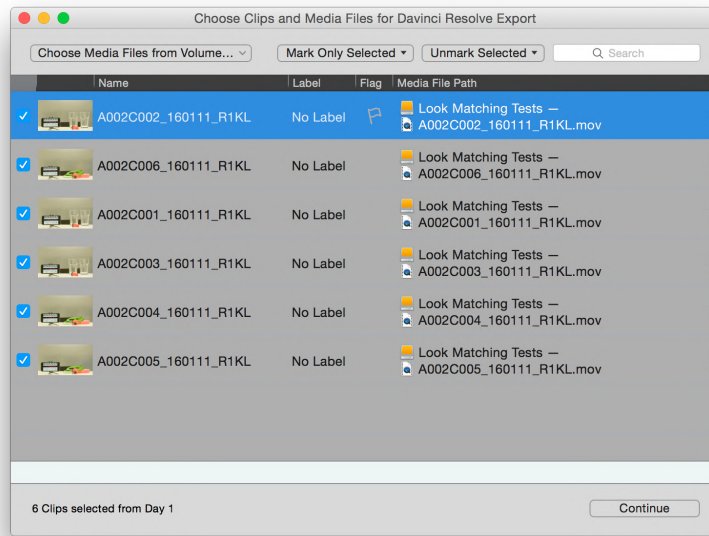 Choose Clips and Media Files for Davinci Resolve Export
Choose Media Files from Volume... Mark Only Selected Unmark Selected Search
Name Label Flag Media File Path
A002C002_160111_R1KL No Label Look Matching Tests —
A002C002_160111_R1KL.mov
A002C006_160111_R1KL No Label Look Matching Tests —
A002C006_160111_R1KL.mov
A002C001_160111_R1KL No Label Look Matching Tests —
A002C001_160111_R1KL.mov
A002C003_160111_R1KL No Label Look Matching Tests —
A002C003_160111_R1KL.mov
A002C004_160111_R1KL No Label Look Matching Tests —
A002C004_160111_R1KL.mov
A002C005_160111_R1KL No Label Look Matching Tests —
A002C005_160111_R1KL.mov
6 Clips selected from Day 1 Continue